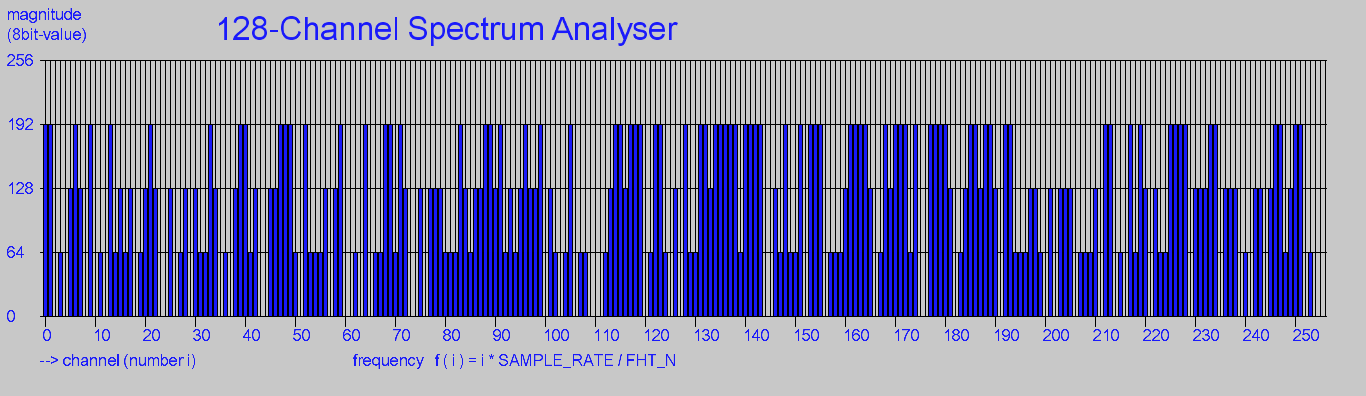 magnitude
(8bit-value)
128-Channel Spectrum Analyser
256
192
128
64
0
0 10 20 30 40 50 60 70 80 90 100 110 120 130 140 150 160 170 180 190 200 210 220 230 240 250
--> channel (number i) frequency f ( i ) = i * SAMPLE_RATE / FHT_N